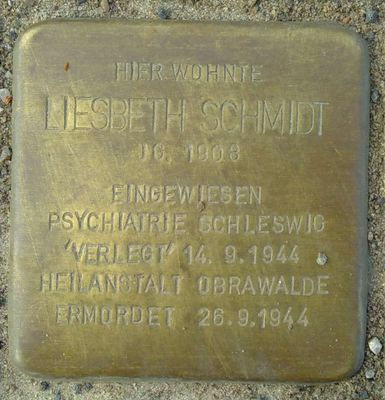 HIER WOHNTE
LIESBETH SCHMIDT
JG. 1908
EINGEWIESEN
PSYCHIATRIE SCHLESWIG
'VERLEGT' 14. 9. 1944
HEILANSTALT OBRAWALDE
ERMORDET 26. 9. 1944